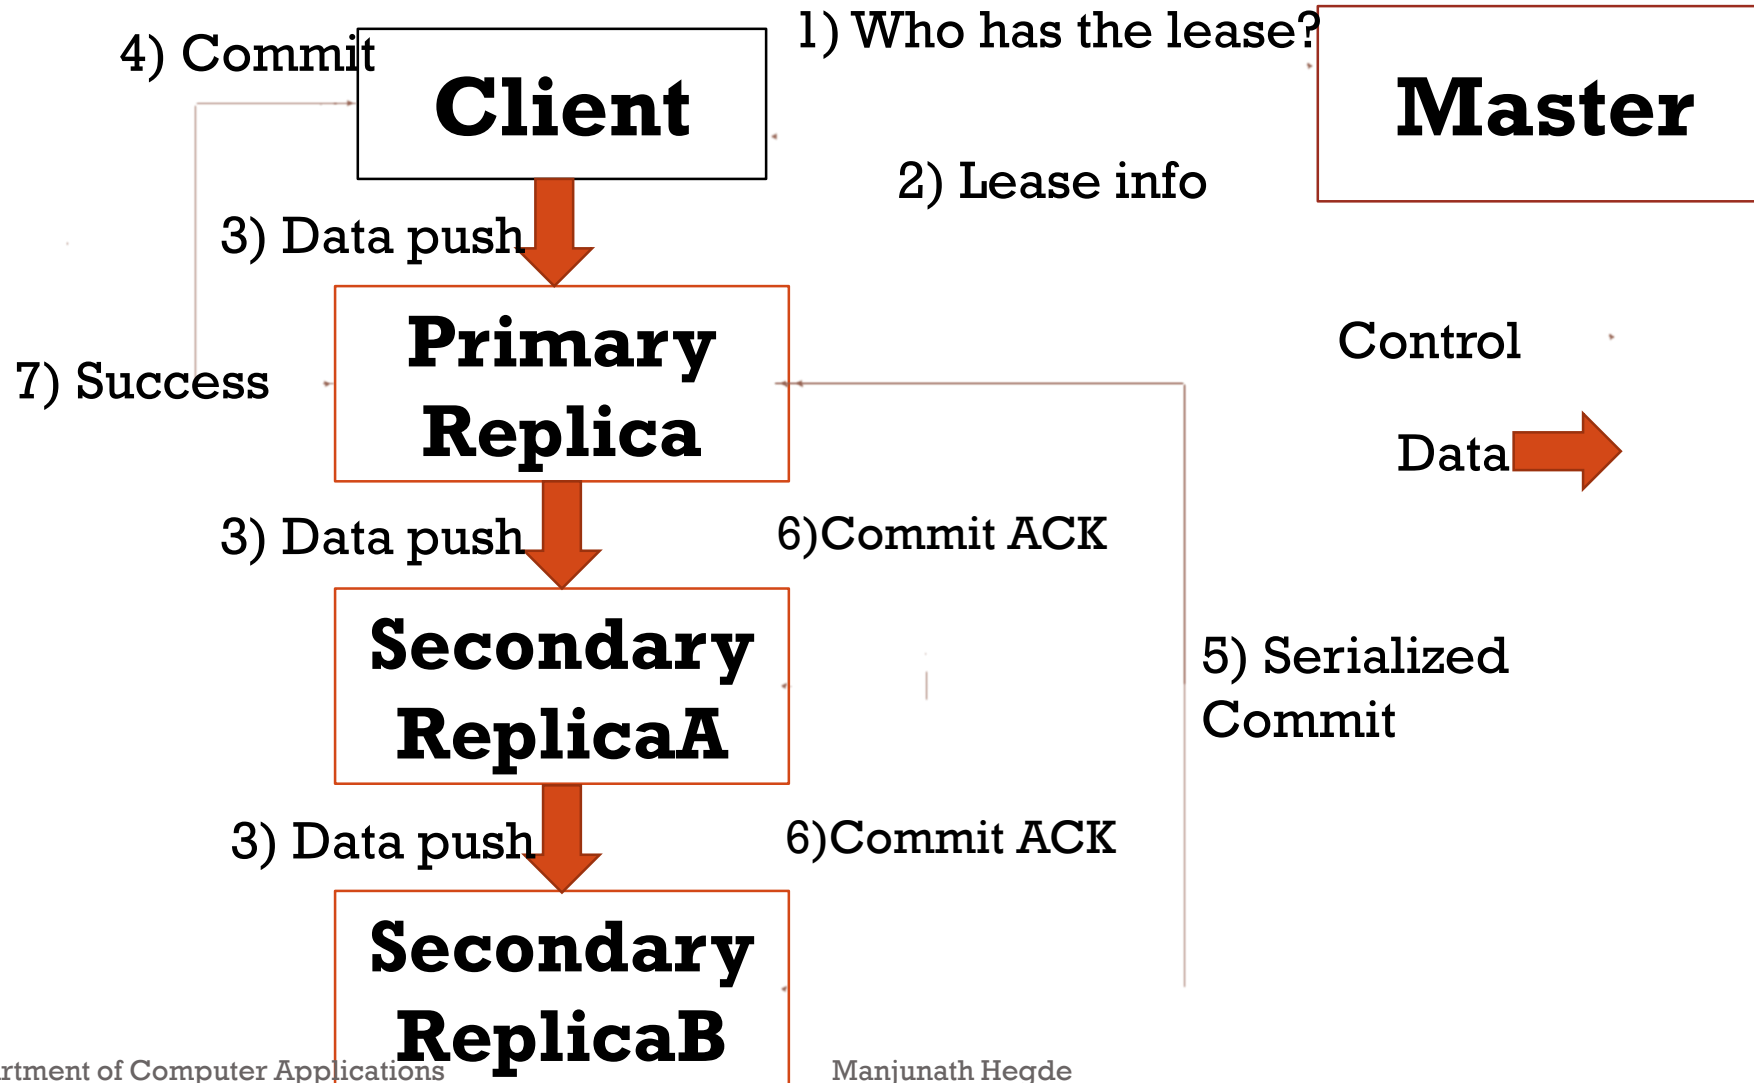 1) Who has the lease?
4) Commit
Client
Master
2) Lease info
3) Data push
Primary
Replica
Control
7) Success
Data
3) Data push
6)Commit ACK
Secondary
ReplicaA
5) Serialized
Commit
3) Data push
6)Commit ACK
Secondary
ReplicaB
rtment of Computer Applications
Manjunath Hegde